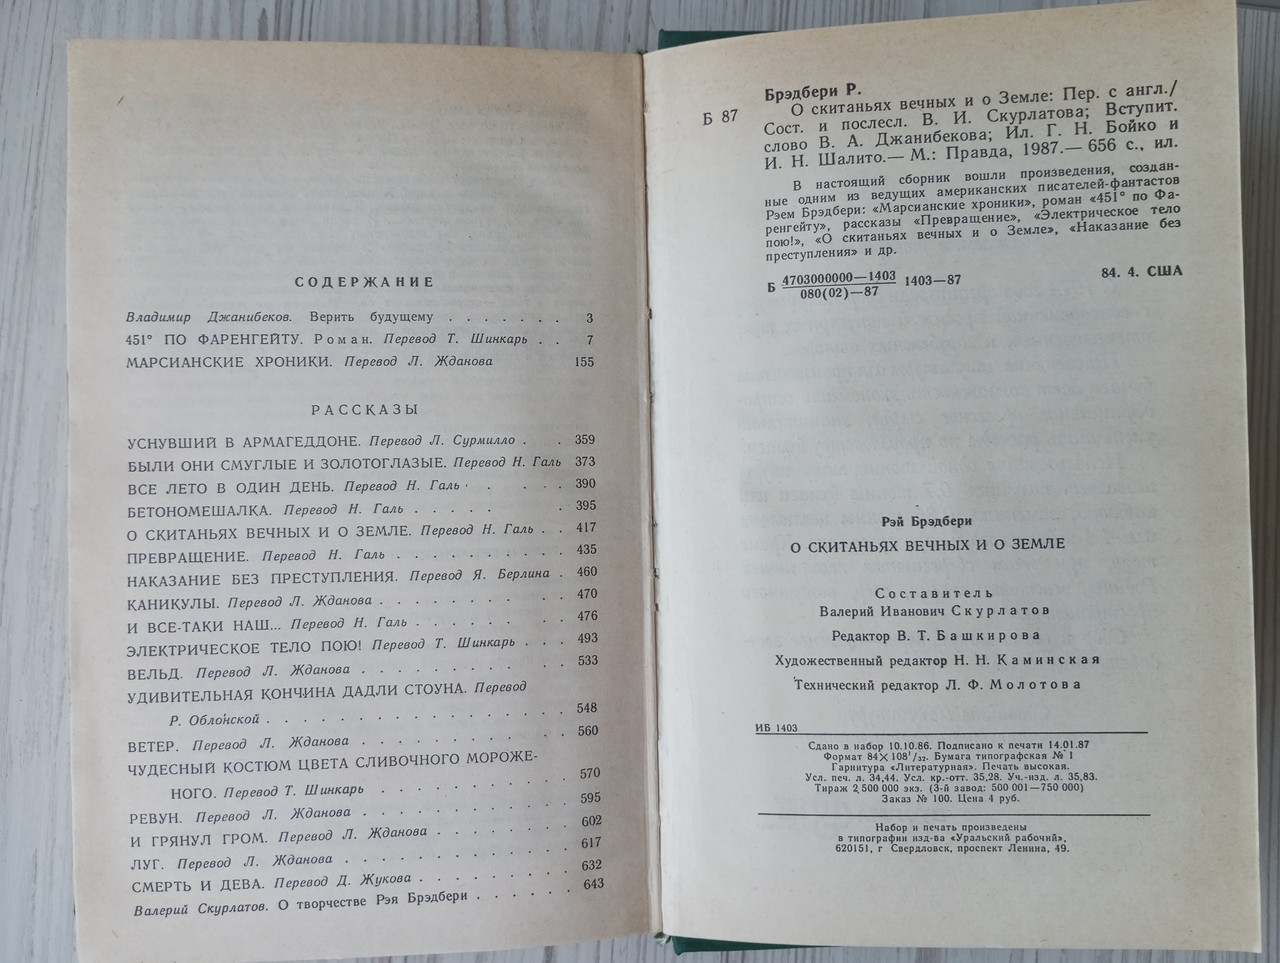 СОДЕРЖАНИЕ
Владимир Джанибеков. Верить будущему . . . . . . . 3
451° ПО ФАРЕНГЕЙТУ. Роман. Перевод Т. Шинкарь . . 7
МАРСИАНСКИЕ ХРОНИКИ. Перевод Л. Жданова 155
РАССКАЗЫ
УСНУВШИЙ В АРМАГЕДДОНЕ. Перевод Л. Сурмилло . . 359
БЫЛИ ОНИ СМУГЛЫЕ И ЗОЛОТОГЛАЗЫЕ. Перевод Н. Галь 373
ВСЕ ЛЕТО В ОДИН ДЕНЬ. Перевод Н. Галь . . . . . 390
БЕТОНОМЕШАЛКА. Перевод Н. Галь . . . . . . 395
О СКИТАНЬЯХ ВЕЧНЫХ И О ЗЕМЛЕ. Перевод Н. Галь . . 417
ПРЕВРАЩЕНИЕ. Перевод Н. Галь . . . . . . . . . 435
НАКАЗАНИЕ БЕЗ ПРЕСТУПЛЕНИЯ. Перевод Я. Берлина . 460
КАНИКУЛЫ. Перевод Л. Жданова . . . . . . . . . 470
И ВСЕ-ТАКИ НАШ... Перевод Н. Галь . . . . . . . 476
ЭЛЕКТРИЧЕСКОЕ ТЕЛО ПОЮ! Перевод Т. Шинкарь . . . 493
ВЕЛЬД. Перевод Л. Жданова . . . . . . . . . 533
УДИВИТЕЛЬНАЯ КОНЧИНА ДАДЛИ СТОУНА. Перевод
Р. Облонской . . . . . . . . . . . . . . . 548
ВЕТЕР. Перевод Л. Жданова . . . . . . . . . . 560
ЧУДЕСНЫЙ КОСТЮМ ЦВЕТА СЛИВОЧНОГО МОРОЖЕ-
НОГО. Перевод Т. Шинкарь . . . . . . . . . 570
РЕВУН. Перевод Л. Жданова . . . . . . . . . . 595
И ГРЯНУЛ ГРОМ. Перевод Л. Жданова . . . . . . . 602
ЛУГ. Перевод Л. Жданова . . . . . . . . . . . 617
СМЕРТЬ И ДЕВА. Перевод Д. Жукова . . . . . . . 632
Валерий Скурлатов. О творчестве Рэя Брэдбери . . . . . . 643
Брэдбери Р.
Б 87 О скитаньях вечных и о Земле: Пер. с англ./
Сост. и послесл. В. И. Скурлатова; Вступит.
слово В. А. Джанибекова; Ил. Г. Н. Бойко и
И. Н. Шалито.— М.: Правда, 1987.— 656 с., ил.
В настоящий сборник вошли произведения, создан-
ные одним из ведущих американских писателей-фантастов
Рэем Брэдбери: «Марсианские хроники», роман «451° по Фа-
ренгейту», рассказы «Превращение», «Электрическое тело
пою!», «О скитаньях вечных и о Земле», «Наказание без
преступления» и др.
Б 4703000000—1403 1403—87 84. 4. США
080(02)—87
Рэй Брэдбери
О СКИТАНЬЯХ ВЕЧНЫХ И О ЗЕМЛЕ
Составитель
Валерий Иванович Скурлатов
Редактор В. Т. Башкирова
Художественный редактор Н. Н. Каминская
Технический редактор Л. Ф. Молотова
ИБ 1403
Сдано в набор 10.10.86. Подписано к печати 14.01.87
Формат 84×108¹/₃₂. Бумага типографская № 1
Гарнитура «Литературная». Печать высокая.
Усл. печ. л. 34,44. Усл. кр.-отт. 35,28. Уч.-изд. л. 35,83.
Тираж 2 500 000 экз. (3-й завод: 500 001—750 000)
Заказ № 100. Цена 4 руб.
Набор и печать произведены
в типографии изд-ва «Уральский рабочий»,
620151, г Свердловск, проспект Ленина, 49.